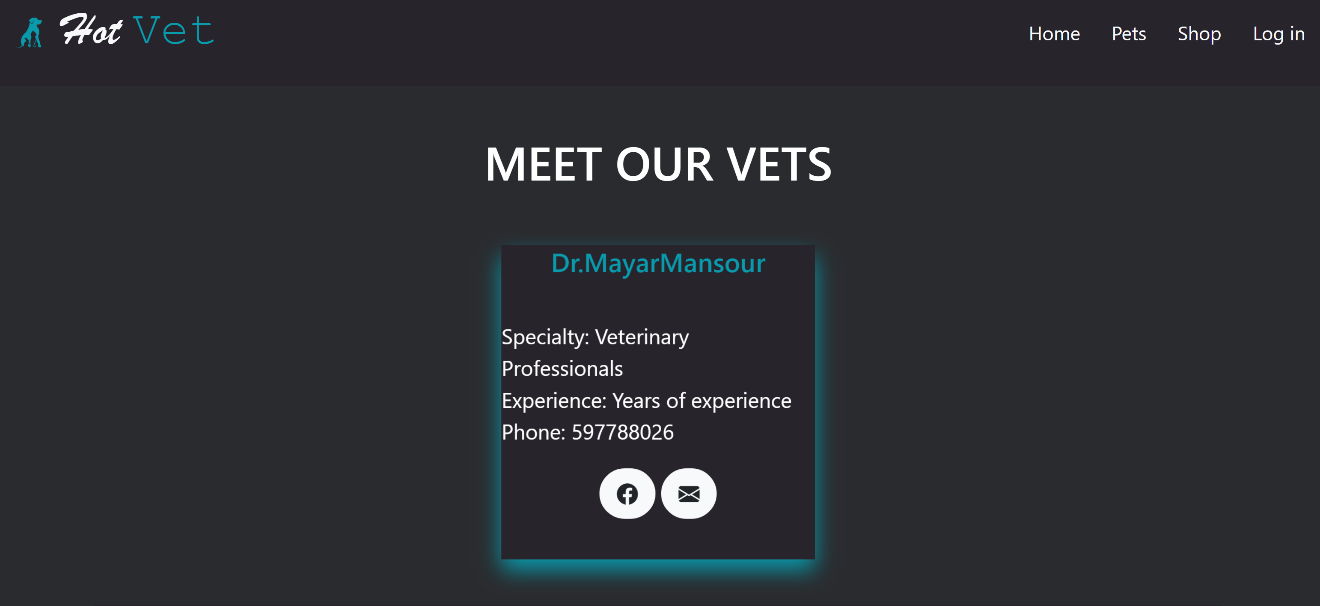 Hot Vet
Home Pets Shop Log in
MEET OUR VETS
Dr.MayarMansour
Specialty: Veterinary
Professionals
Experience: Years of experience
Phone: 597788026